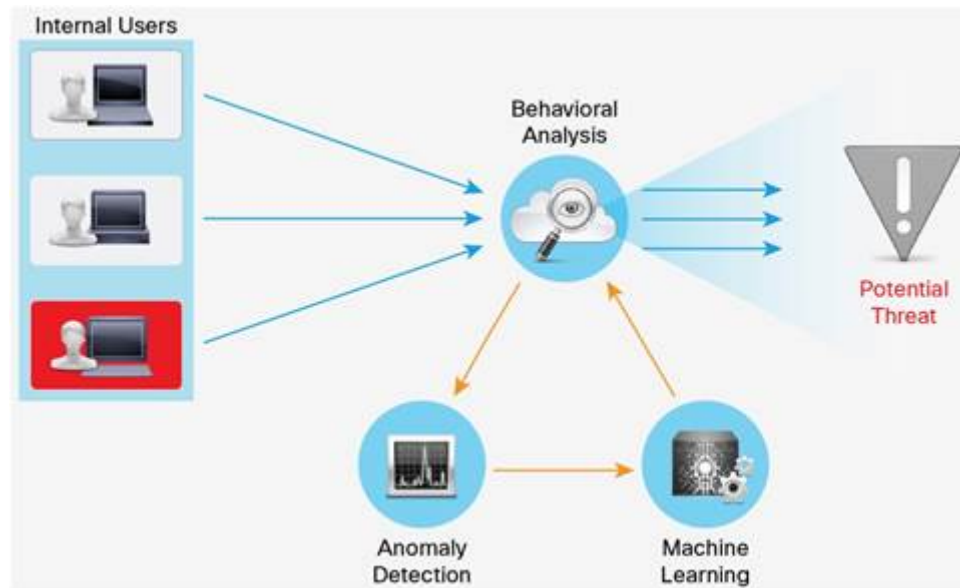 Internal Users
Behavioral
Analysis
Potential
Threat
Anomaly
Detection
Machine
Learning